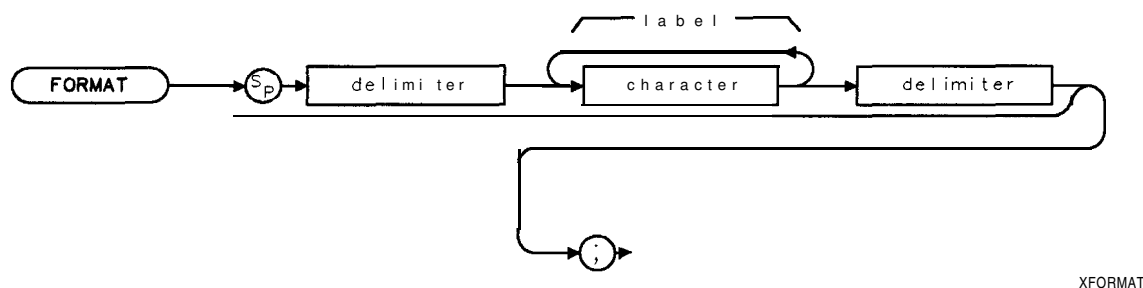 label
FORMAT
SP
delimiter
character
delimiter
;
XFORMAT